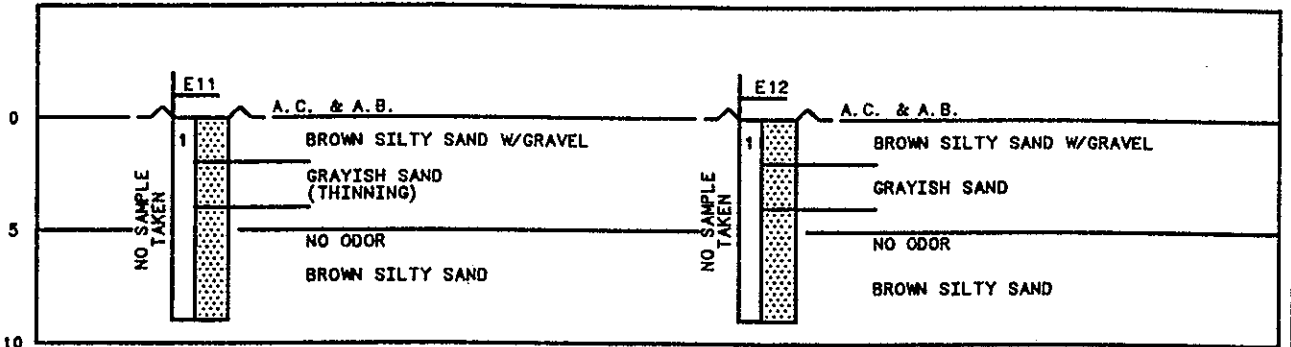 E11
E12
0
A.C. & A.B.
A.C. & A.B.
1
BROWN SILTY SAND W/GRAVEL
1
BROWN SILTY SAND W/GRAVEL
NO SAMPLE
TAKEN
GRAYISH SAND
(THINNING)
NO SAMPLE
TAKEN
GRAYISH SAND
5
NO ODOR
NO ODOR
BROWN SILTY SAND
BROWN SILTY SAND
10